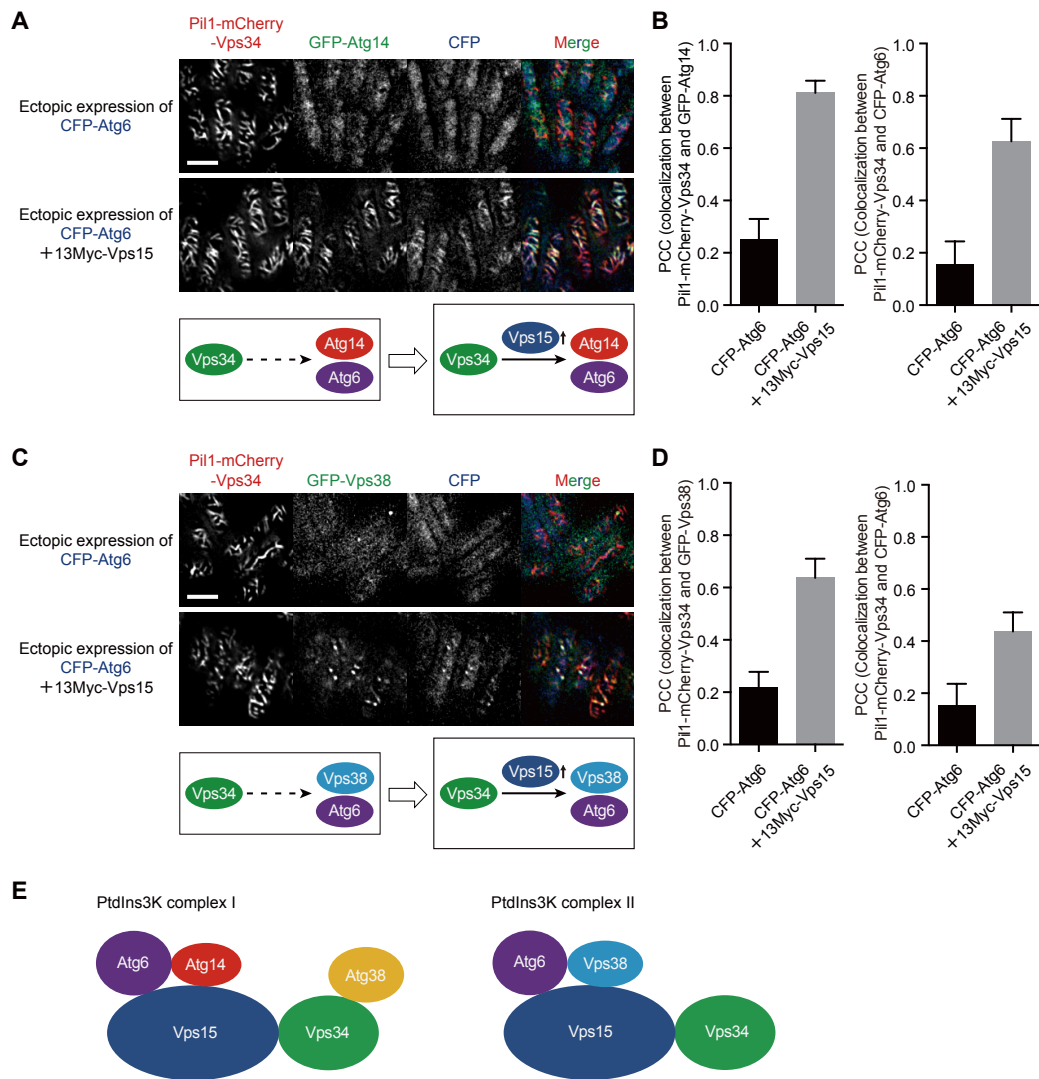 A
Pil1-mCherry
-Vps34
GFP-Atg14
CFP
Merge
Ectopic expression of
CFP-Atg6
Ectopic expression of
CFP-Atg6
+13Myc-Vps15
Vps34
Atg14
Atg6
Vps34
Vps15
Atg14
Atg6
B
PCC (colocalization between
Pil1-mCherry-Vps34 and GFP-Atg14)
1.0
0.8
0.6
0.4
0.2
0.0
CFP-Atg6
CFP-Atg6
+13Myc-Vps15
PCC (Colocalization between
Pil1-mCherry-Vps34 and CFP-Atg6)
1.0
0.8
0.6
0.4
0.2
0.0
CFP-Atg6
CFP-Atg6
+13Myc-Vps15
C
Pil1-mCherry
-Vps34
GFP-Vps38
CFP
Merge
Ectopic expression of
CFP-Atg6
Ectopic expression of
CFP-Atg6
+13Myc-Vps15
Vps34
Vps38
Atg6
Vps34
Vps15
Vps38
Atg6
D
PCC (colocalization between
Pil1-mCherry-Vps34 and GFP-Vps38)
1.0
0.8
0.6
0.4
0.2
0.0
CFP-Atg6
CFP-Atg6
+13Myc-Vps15
PCC (Colocalization between
Pil1-mCherry-Vps34 and CFP-Atg6)
1.0
0.8
0.6
0.4
0.2
0.0
CFP-Atg6
CFP-Atg6
+13Myc-Vps15
E
PtdIns3K complex I
Atg6
Atg14
Atg38
Vps15
Vps34
PtdIns3K complex II
Atg6
Vps38
Vps15
Vps34